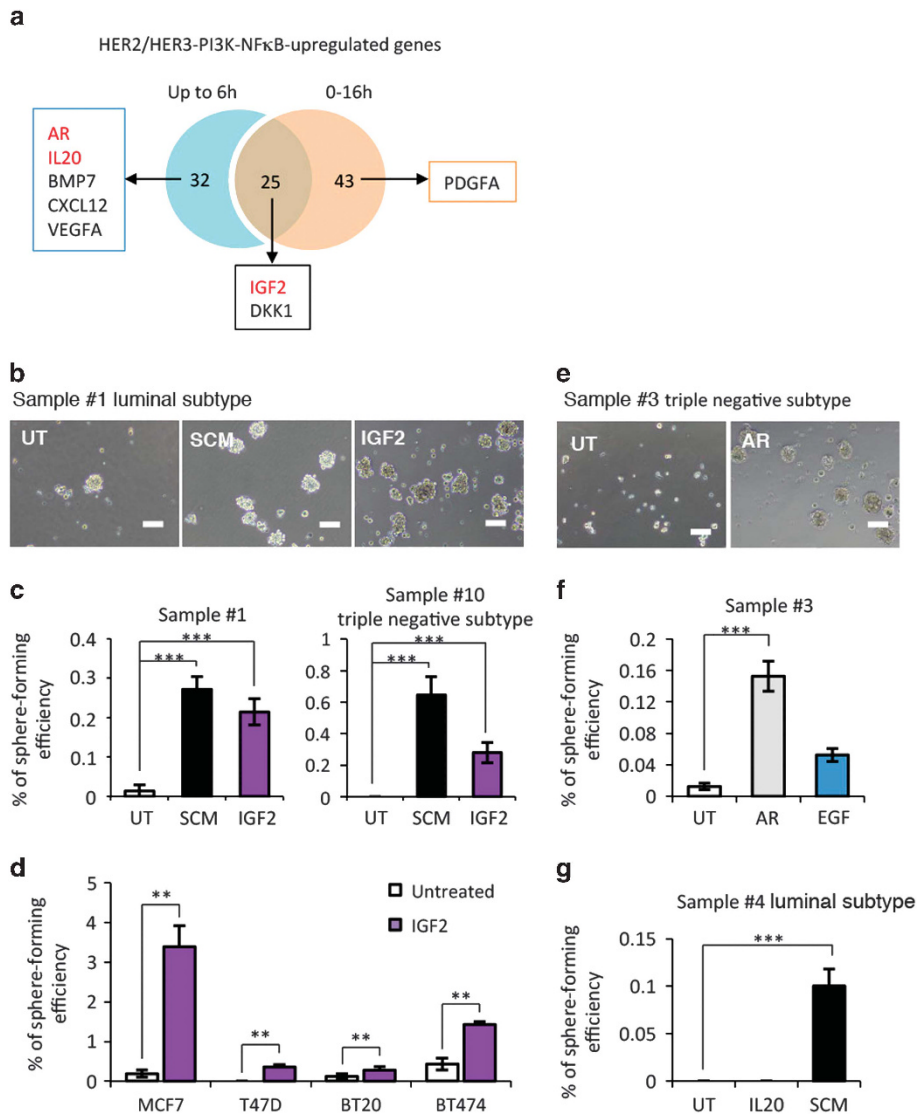 a
HER2/HER3-PI3K-NFκB-upregulated genes
Up to 6h
0-16h
AR
IL20
BMP7
CXCL12
VEGFA
32
25
43
PDGFA
IGF2
DKK1
b
Sample #1 luminal subtype
UT
SCM
IGF2
e
Sample #3 triple negative subtype
UT
AR
c
Sample #1
% of sphere-forming
efficiency
0.4
0.3
0.2
0.1
0
***
***
UT SCM IGF2
Sample #10
triple negative subtype
1
0.8
0.6
0.4
0.2
0
***
***
UT SCM IGF2
f
Sample #3
% of sphere-forming
efficiency
0.2
0.16
0.12
0.08
0.04
0
***
UT AR EGF
d
% of sphere-forming
efficiency
5
4
3
2
1
0
**
**
**
**
Untreated
IGF2
MCF7 T47D BT20 BT474
g
Sample #4 luminal subtype
% of sphere-forming
efficiency
0.15
0.1
0.05
0
***
UT IL20 SCM